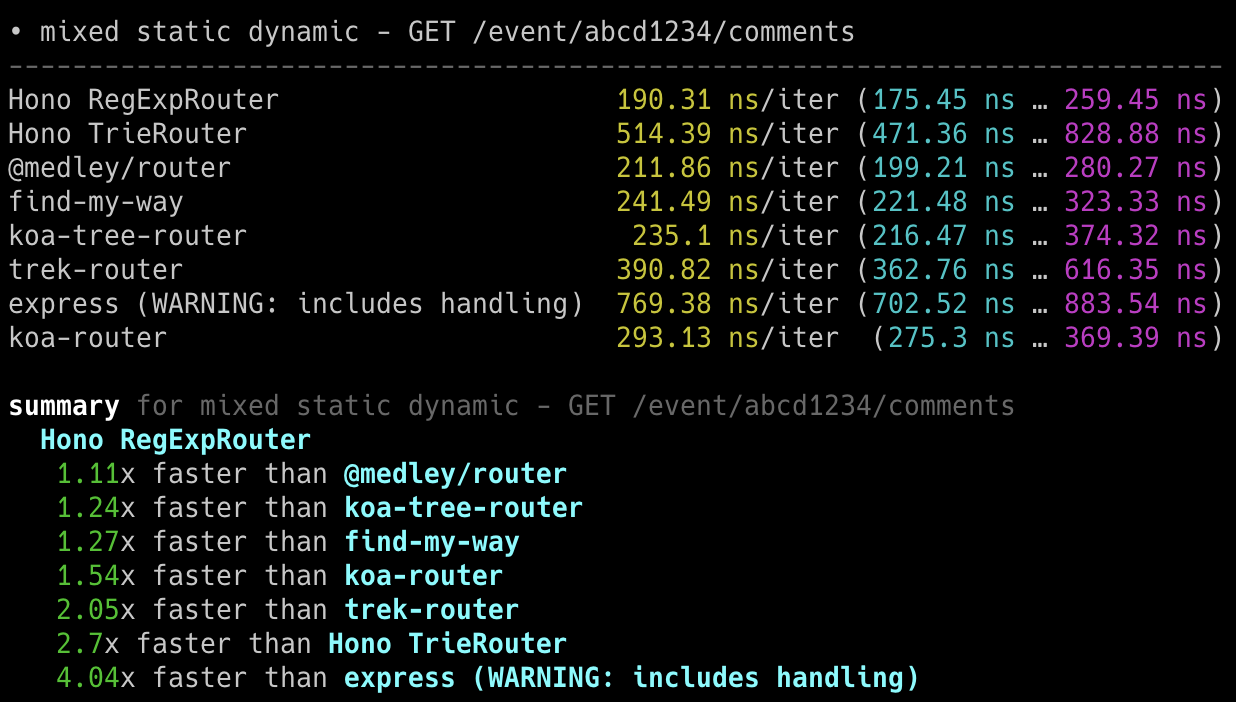 • mixed static dynamic - GET /event/abcd1234/comments
----------------------------------------------------------------------------
Hono RegExpRouter                           190.31 ns/iter (175.45 ns … 259.45 ns)
Hono TrieRouter                             514.39 ns/iter (471.36 ns … 828.88 ns)
@medley/router                              211.86 ns/iter (199.21 ns … 280.27 ns)
find-my-way                                 241.49 ns/iter (221.48 ns … 323.33 ns)
koa-tree-router                              235.1 ns/iter (216.47 ns … 374.32 ns)
trek-router                                 390.82 ns/iter (362.76 ns … 616.35 ns)
express (WARNING: includes handling)  769.38 ns/iter (702.52 ns … 883.54 ns)
koa-router                                  293.13 ns/iter  (275.3 ns … 369.39 ns)
summary for mixed static dynamic - GET /event/abcd1234/comments
  Hono RegExpRouter
   1.11x faster than @medley/router
   1.24x faster than koa-tree-router
   1.27x faster than find-my-way
   1.54x faster than koa-router
   2.05x faster than trek-router
   2.7x faster than Hono TrieRouter
   4.04x faster than express (WARNING: includes handling)